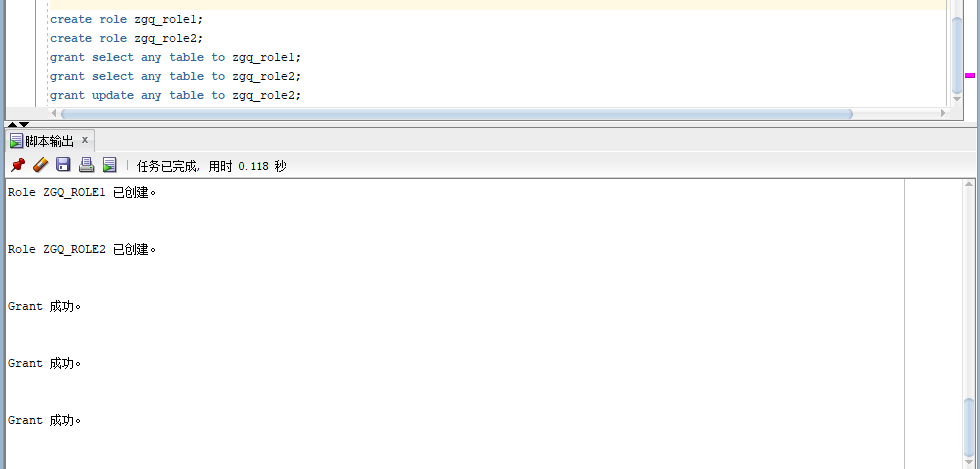 create role zgq_role1;
create role zgq_role2;
grant select any table to zgq_role1;
grant select any table to zgq_role2;
grant update any table to zgq_role2;
脚本输出 x
任务已完成, 用时 0.118 秒
Role ZGQ_ROLE1 已创建。
Role ZGQ_ROLE2 已创建。
Grant 成功。
Grant 成功。
Grant 成功。